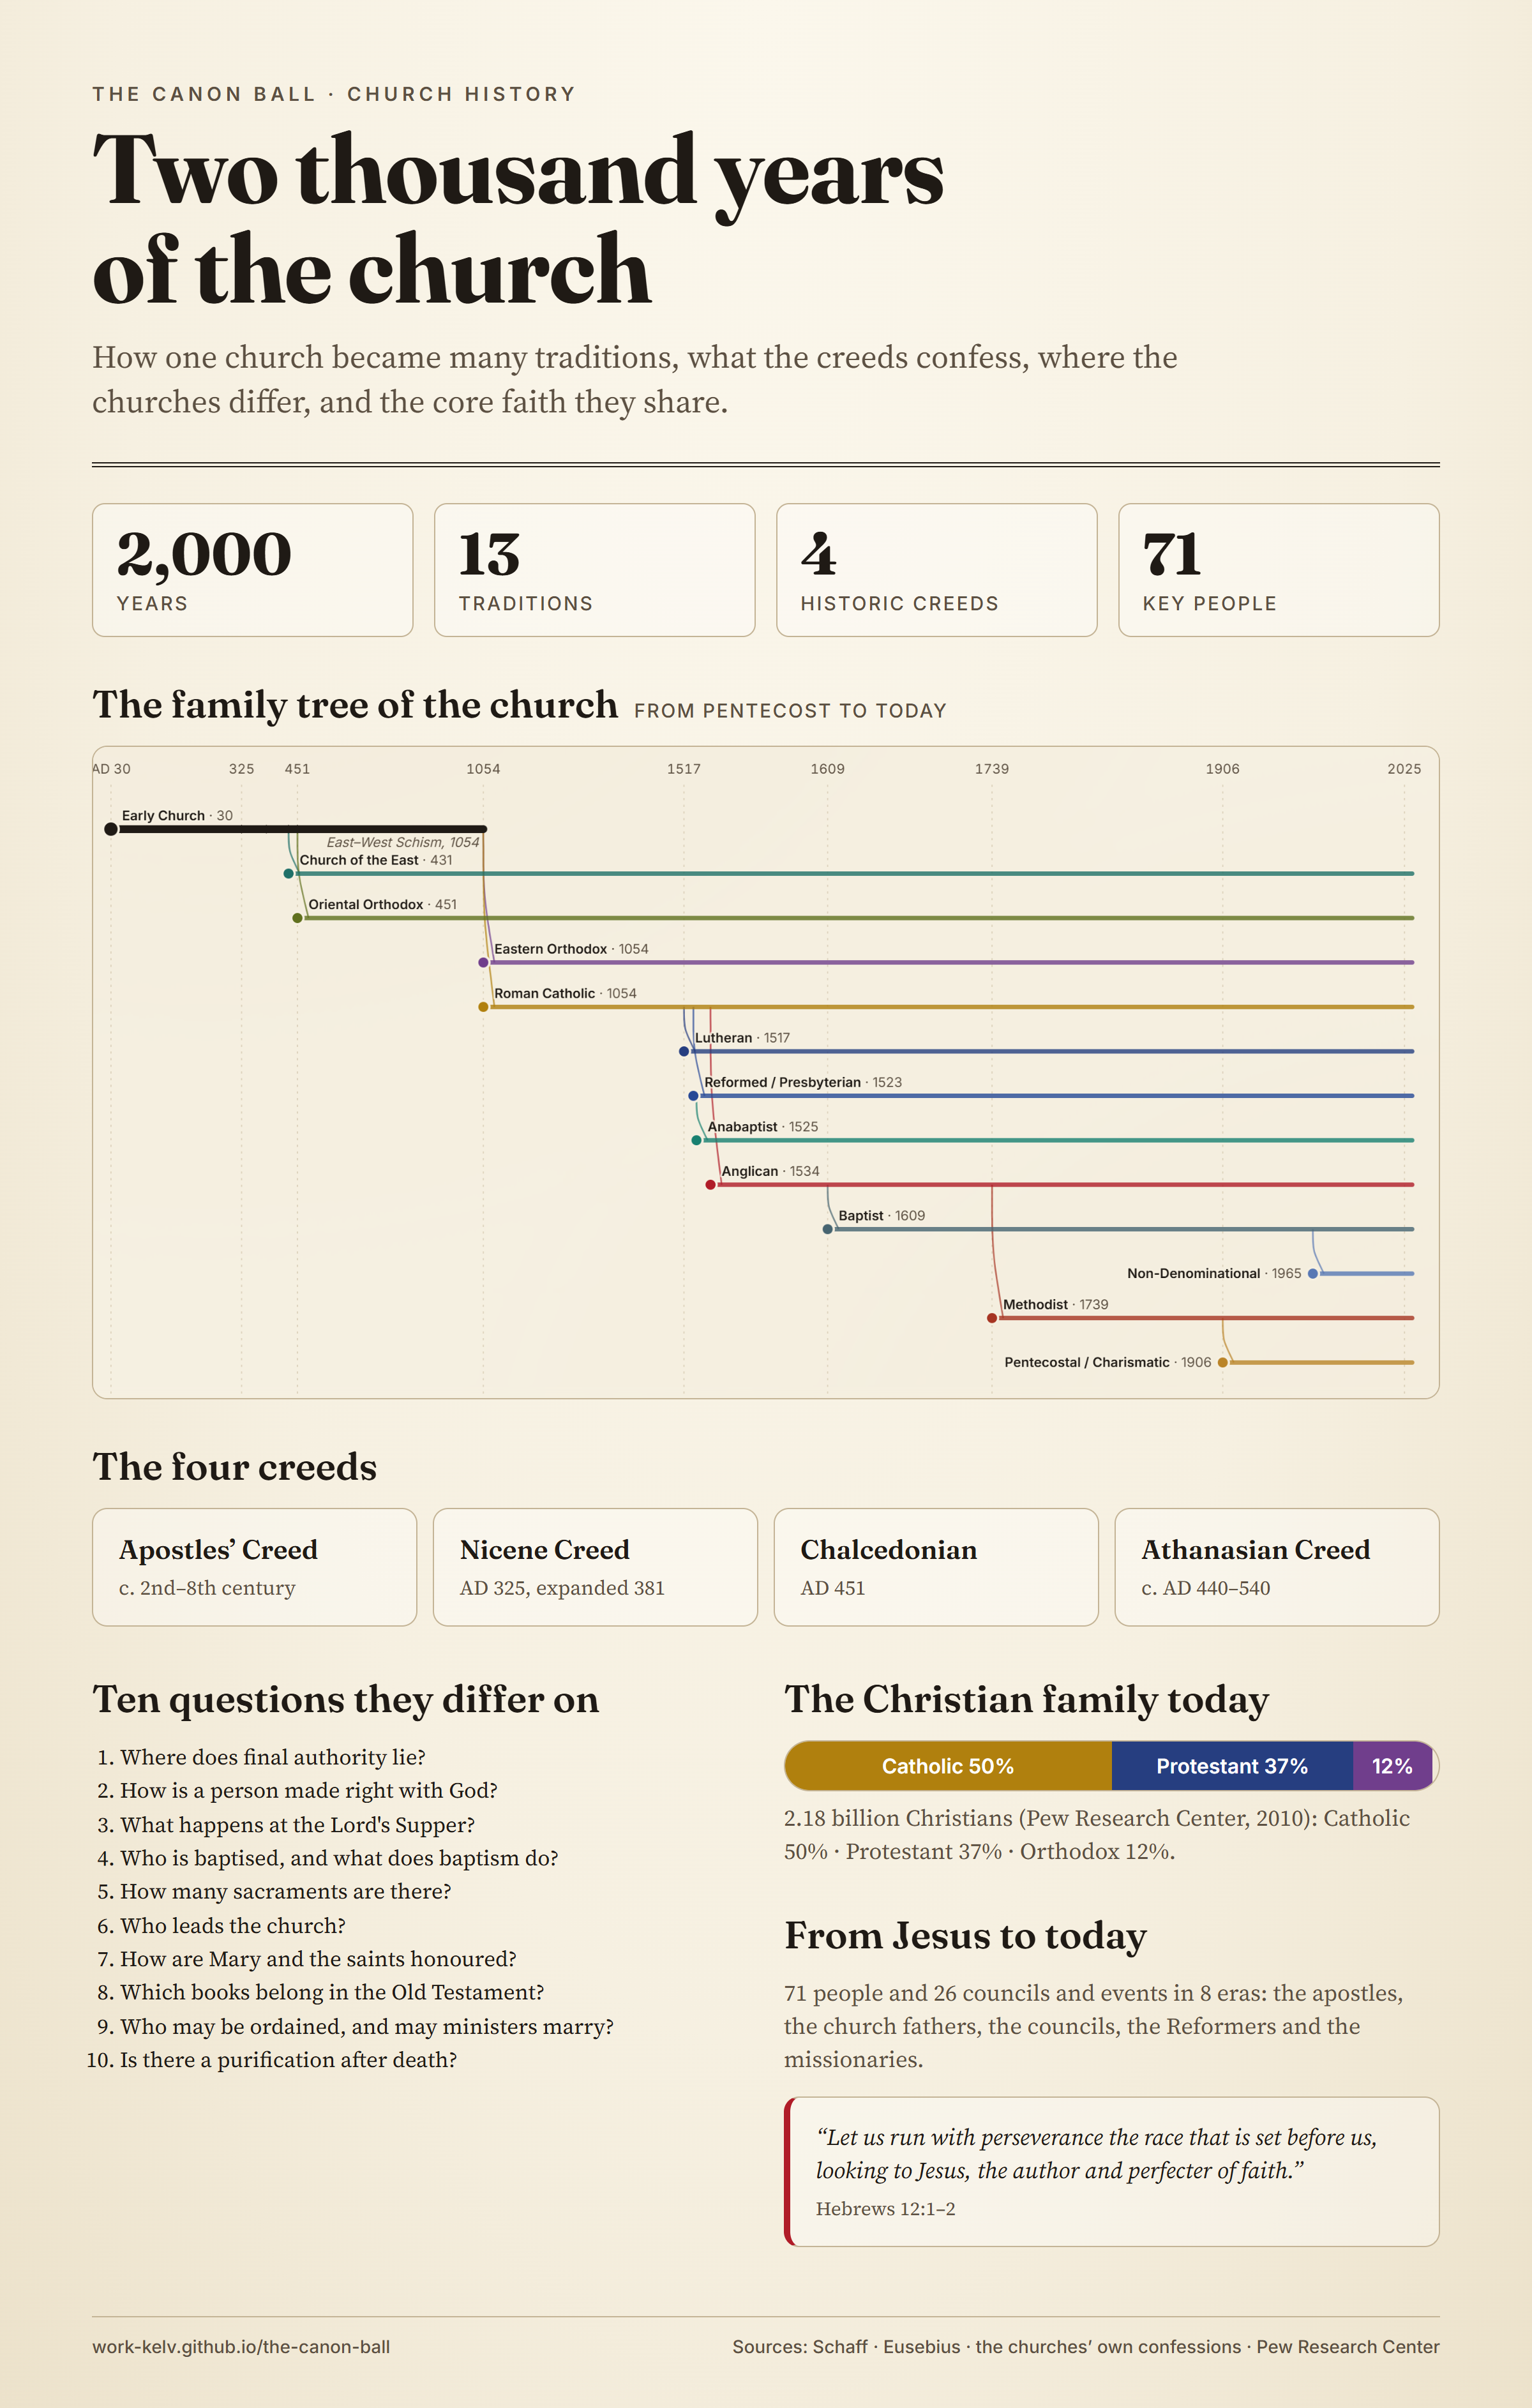 THE CANON BALL · CHURCH HISTORY
Two thousand years
of the church
How one church became many traditions, what the creeds confess, where the
churches differ, and the core faith they share.
2,000
YEARS
13
TRADITIONS
4
HISTORIC CREEDS
71
KEY PEOPLE
The family tree of the church FROM PENTECOST TO TODAY
AD 30 325 451 1054 1517 1609 1739 1906 2025
Early Church · 30
East–West Schism, 1054
Church of the East · 431
Oriental Orthodox · 451
Eastern Orthodox · 1054
Roman Catholic · 1054
Lutheran · 1517
Reformed / Presbyterian · 1523
Anabaptist · 1525
Anglican · 1534
Baptist · 1609
Non-Denominational · 1965
Methodist · 1739
Pentecostal / Charismatic · 1906
The four creeds
Apostles’ Creed
c. 2nd–8th century
Nicene Creed
AD 325, expanded 381
Chalcedonian
AD 451
Athanasian Creed
c. AD 440–540
Ten questions they differ on
1. Where does final authority lie?
2. How is a person made right with God?
3. What happens at the Lord's Supper?
4. Who is baptised, and what does baptism do?
5. How many sacraments are there?
6. Who leads the church?
7. How are Mary and the saints honoured?
8. Which books belong in the Old Testament?
9. Who may be ordained, and may ministers marry?
10. Is there a purification after death?
The Christian family today
Catholic 50% Protestant 37% 12%
2.18 billion Christians (Pew Research Center, 2010): Catholic
50% · Protestant 37% · Orthodox 12%.
From Jesus to today
71 people and 26 councils and events in 8 eras: the apostles,
the church fathers, the councils, the Reformers and the
missionaries.
“Let us run with perseverance the race that is set before us,
looking to Jesus, the author and perfecter of faith.”
Hebrews 12:1–2
work-kelv.github.io/the-canon-ball
Sources: Schaff · Eusebius · the churches’ own confessions · Pew Research Center